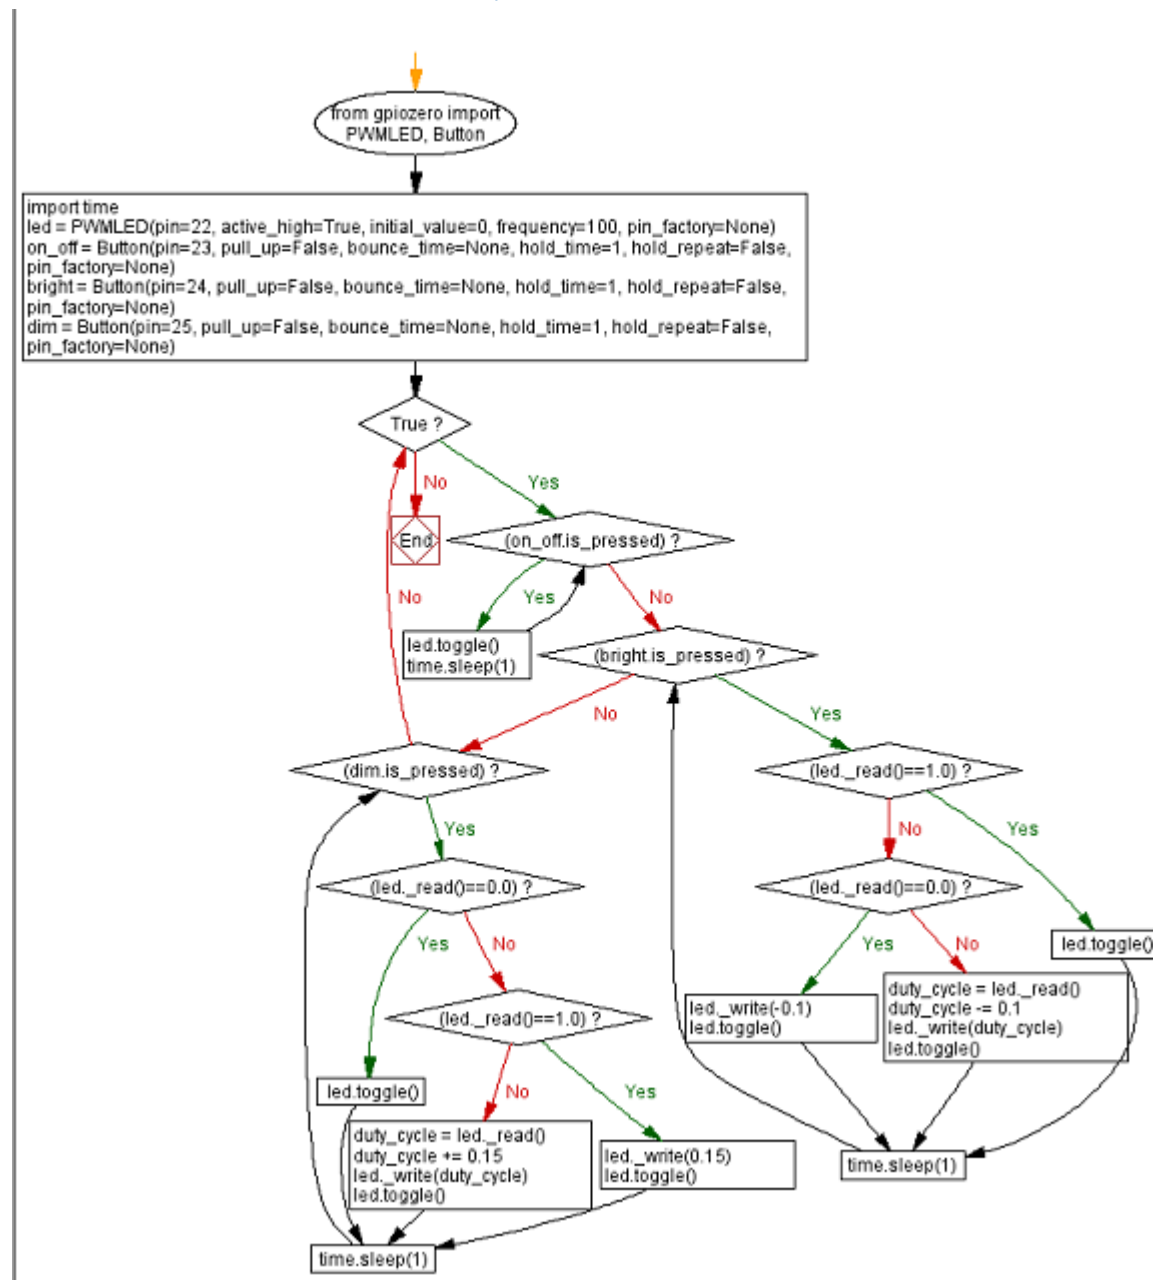 from gpiozero import
PWMLED, Button
import time
led = PWMLED(pin=22, active_high=True, initial_value=0, frequency=100, pin_factory=None)
on_off = Button(pin=23, pull_up=False, bounce_time=None, hold_time=1, hold_repeat=False,
pin_factory=None)
bright = Button(pin=24, pull_up=False, bounce_time=None, hold_time=1, hold_repeat=False,
pin_factory=None)
dim = Button(pin=25, pull_up=False, bounce_time=None, hold_time=1, hold_repeat=False,
pin_factory=None)
True ?
No
Yes
End
(on_off.is_pressed) ?
No
Yes
No
led.toggle()
time.sleep(1)
(bright.is_pressed) ?
No
Yes
(dim.is_pressed) ?
(led._read()==1.0) ?
Yes
No
Yes
(led._read()==0.0) ?
(led._read()==0.0) ?
Yes
No
Yes
No
led.toggle()
led._write(-0.1)
led.toggle()
duty_cycle = led._read()
duty_cycle -= 0.1
led._write(duty_cycle)
led.toggle()
(led._read()==1.0) ?
led.toggle()
No
Yes
duty_cycle = led._read()
duty_cycle += 0.15
led._write(duty_cycle)
led.toggle()
led._write(0.15)
led.toggle()
time.sleep(1)
time.sleep(1)